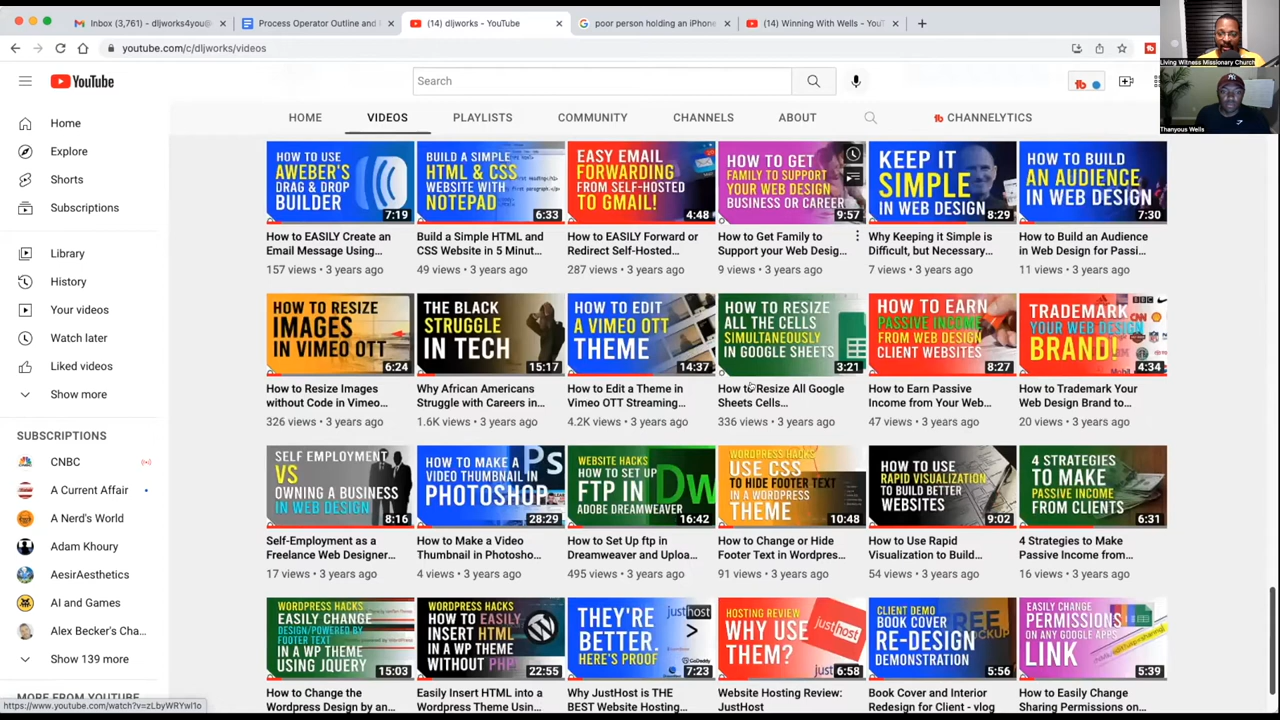 Inbox (3,761) - dljworks4you@
Process Operator Outline and
(14) dljworks - YouTube
poor person holding an iPhone
(14) Winning With Wells - YouT
youtube.com/c/dljworks/videos
Living Witness Missionary Church
Thanyous Wells
YouTube
Search
HOME
VIDEOS
PLAYLISTS
COMMUNITY
CHANNELS
ABOUT
CHANNELYTICS
Home
Explore
Shorts
Subscriptions
Library
History
Your videos
Watch later
Liked videos
Show more
SUBSCRIPTIONS
CNBC
A Current Affair
A Nerd's World
Adam Khoury
AesirAesthetics
AI and Games
Alex Becker's Cha...
Show 139 more
MORE FROM YOUTUBE
https://www.youtube.com/watch?v=zLbyWRYwI1o
HOW TO USE
AWEBER'S
DRAG & DROP
BUILDER
7:19
How to EASILY Create an
Email Message Using...
157 views • 3 years ago
BUILD A SIMPLE
HTML & CSS
WEBSITE WITH
NOTEPAD
6:33
Build a Simple HTML and
CSS Website in 5 Minut...
49 views • 3 years ago
EASY EMAIL
FORWARDING
FROM SELF-HOSTED
TO GMAIL!
4:48
How to EASILY Forward or
Redirect Self-Hosted...
287 views • 3 years ago
HOW TO GET
FAMILY TO SUPPORT
YOUR WEB DESIGN
BUSINESS OR CAREER
9:57
How to Get Family to
Support your Web Desig...
9 views • 3 years ago
KEEP IT
SIMPLE
IN WEB DESIGN
8:29
Why Keeping it Simple is
Difficult, but Necessary...
7 views • 3 years ago
HOW TO BUILD
AN AUDIENCE
IN WEB DESIGN
7:30
How to Build an Audience
in Web Design for Passi...
11 views • 3 years ago
HOW TO RESIZE
IMAGES
IN VIMEO OTT
6:24
How to Resize Images
without Code in Vimeo...
326 views • 3 years ago
THE BLACK
STRUGGLE
IN TECH
15:17
Why African Americans
Struggle with Careers in...
1.6K views • 3 years ago
HOW TO EDIT
A VIMEO OTT
THEME
14:37
How to Edit a Theme in
Vimeo OTT Streaming...
4.2K views • 3 years ago
HOW TO RESIZE
ALL THE CELLS
SIMULTANEOUSLY
IN GOOGLE SHEETS
3:21
How to Resize All Google
Sheets Cells...
336 views • 3 years ago
HOW TO EARN
PASSIVE INCOME
FROM WEB DESIGN
CLIENT WEBSITES
8:27
How to Earn Passive
Income from Your Web...
47 views • 3 years ago
TRADEMARK
YOUR WEB DESIGN
BRAND!
BBC
4:34
How to Trademark Your
Web Design Brand to...
20 views • 3 years ago
SELF EMPLOYMENT
VS
OWNING A BUSINESS
IN WEB DESIGN
8:16
Self-Employment as a
Freelance Web Designer...
17 views • 3 years ago
HOW TO MAKE A
VIDEO THUMBNAIL IN
PHOTOSHOP
Ps
28:29
How to Make a Video
Thumbnail in Photosho...
4 views • 3 years ago
WEBSITE HACKS
HOW TO SET UP
FTP IN
ADOBE DREAMWEAVER
Dw
16:42
How to Set Up ftp in
Dreamweaver and Uploa...
495 views • 3 years ago
WORDPRESS HACKS
USE CSS
TO HIDE FOOTER TEXT
IN A WORDPRESS
THEME
10:48
How to Change or Hide
Footer Text in Wordpres...
91 views • 3 years ago
HOW TO USE
RAPID VISUALIZATION
TO BUILD BETTER
WEBSITES
9:02
How to Use Rapid
Visualization to Build...
54 views • 3 years ago
4 STRATEGIES
TO MAKE
PASSIVE INCOME
FROM CLIENTS
6:31
4 Strategies to Make
Passive Income from...
16 views • 3 years ago
WORDPRESS HACKS
EASILY CHANGE
DESIGN/POWERED BY
FOOTER TEXT
IN A WP THEME
USING JQUERY
15:03
How to Change the
Wordpress Design by an...
WORDPRESS HACKS
HOW TO EASILY
INSERT HTML
IN A WP THEME
WITHOUT PHP!
22:55
Easily Insert HTML into a
Wordpress Theme Usin...
THEY'RE
BETTER.
HERE'S PROOF
justhost
GoDaddy
7:23
Why JustHost is THE
BEST Website Hosting...
HOSTING REVIEW
WHY USE
THEM?
just
6:58
Website Hosting Review:
JustHost
CLIENT DEMO
BOOK COVER
RE-DESIGN
DEMONSTRATION
5:56
Book Cover and Interior
Redesign for Client - vlog
EASILY CHANGE
PERMISSIONS
ON ANY GOOGLE APPS
LINK
5:39
How to Easily Change
Sharing Permissions on...